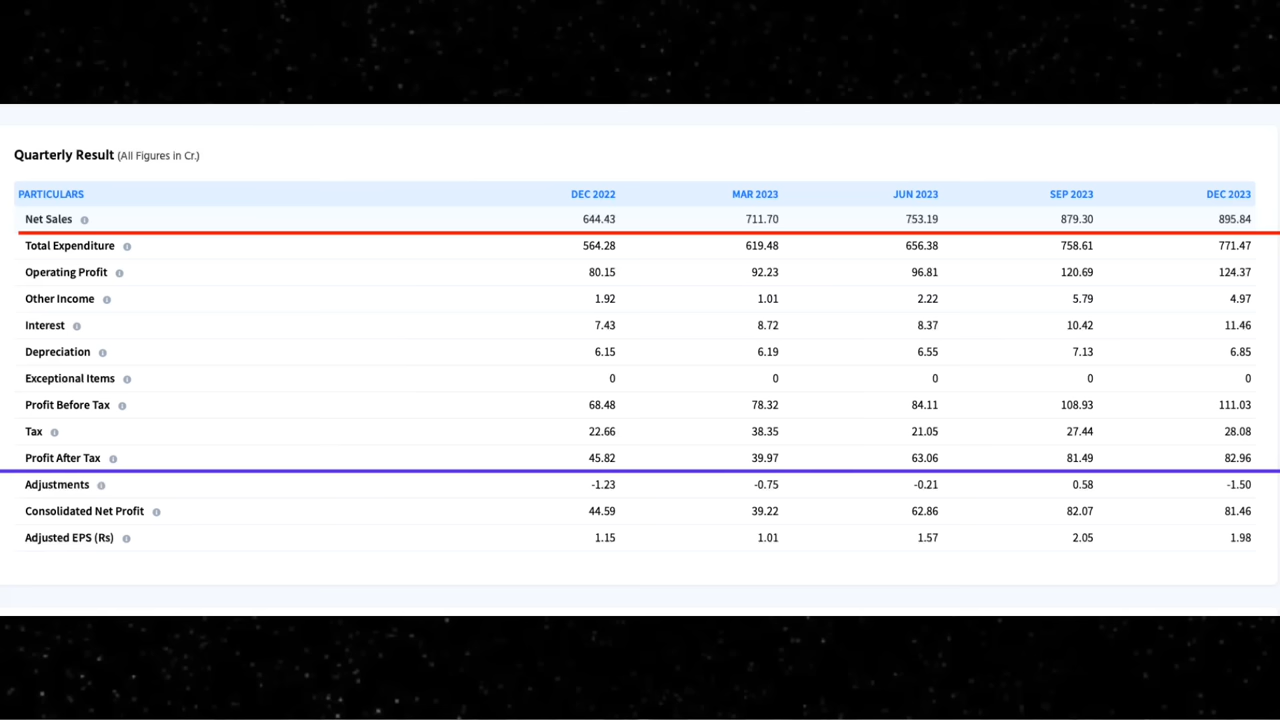 Quarterly Result (All Figures in Cr.)
PARTICULARS DEC 2022 MAR 2023 JUN 2023 SEP 2023 DEC 2023
Net Sales 644.43 711.70 753.19 879.30 895.84
Total Expenditure 564.28 619.48 656.38 758.61 771.47
Operating Profit 80.15 92.23 96.81 120.69 124.37
Other Income 1.92 1.01 2.22 5.79 4.97
Interest 7.43 8.72 8.37 10.42 11.46
Depreciation 6.15 6.19 6.55 7.13 6.85
Exceptional Items 0 0 0 0 0
Profit Before Tax 68.48 78.32 84.11 108.93 111.03
Tax 22.66 38.35 21.05 27.44 28.08
Profit After Tax 45.82 39.97 63.06 81.49 82.96
Adjustments -1.23 -0.75 -0.21 0.58 -1.50
Consolidated Net Profit 44.59 39.22 62.86 82.07 81.46
Adjusted EPS (Rs) 1.15 1.01 1.57 2.05 1.98